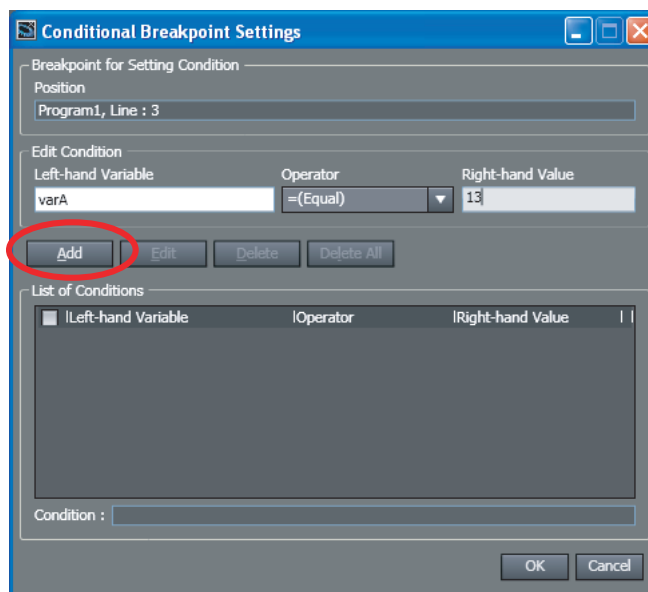 Conditional Breakpoint Settings
Breakpoint for Setting Condition
Position
Program1, Line : 3
Edit Condition
Left-hand Variable Operator Right-hand Value
varA =(Equal) 13
Add Edit Delete Delete All
List of Conditions
Left-hand Variable Operator Right-hand Value
Condition :
OK Cancel